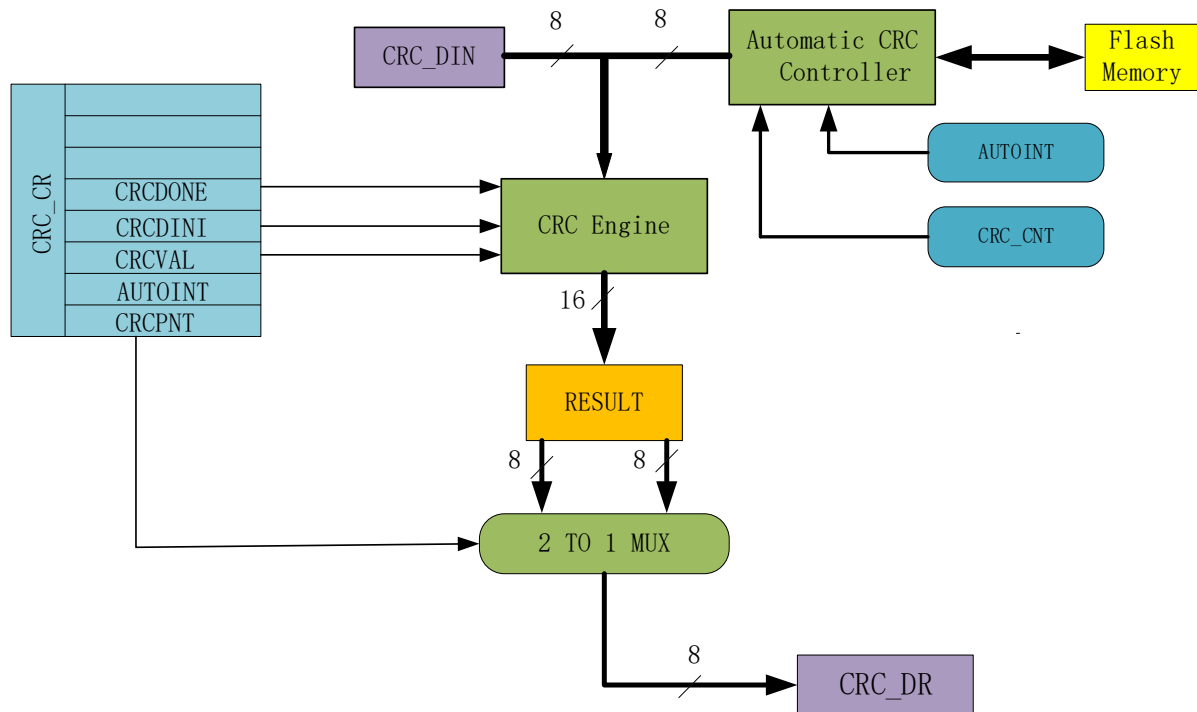 8
8
CRC_DIN
Automatic CRC
Controller
Flash
Memory
CRC_CR
CRCDONE
CRCDINI
CRCVAL
AUTOINT
CRCPNT
AUTOINT
CRC_CNT
CRC Engine
16
-
RESULT
8
8
2 TO 1 MUX
8
CRC_DR